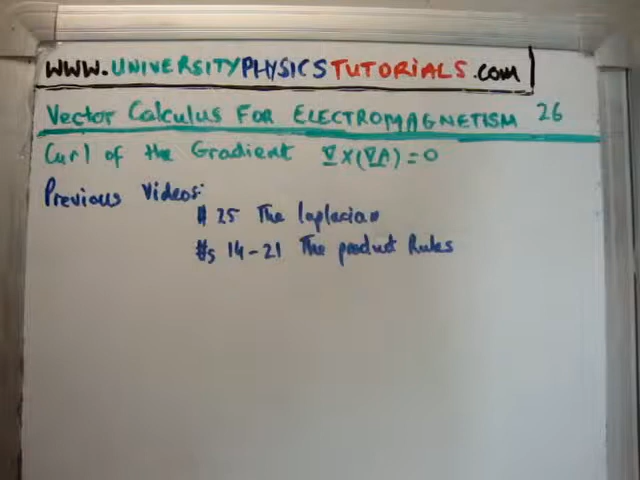 WWW.UNIVERSITYPHYSICSTUTORIALS.COM
Vector Calculus FOR ELECTROMAGNETISM 26
Curl of the Gradient ∇X(∇A) = 0
Previous Videos:
# 25 The laplacian
#s 14-21 The product Rules